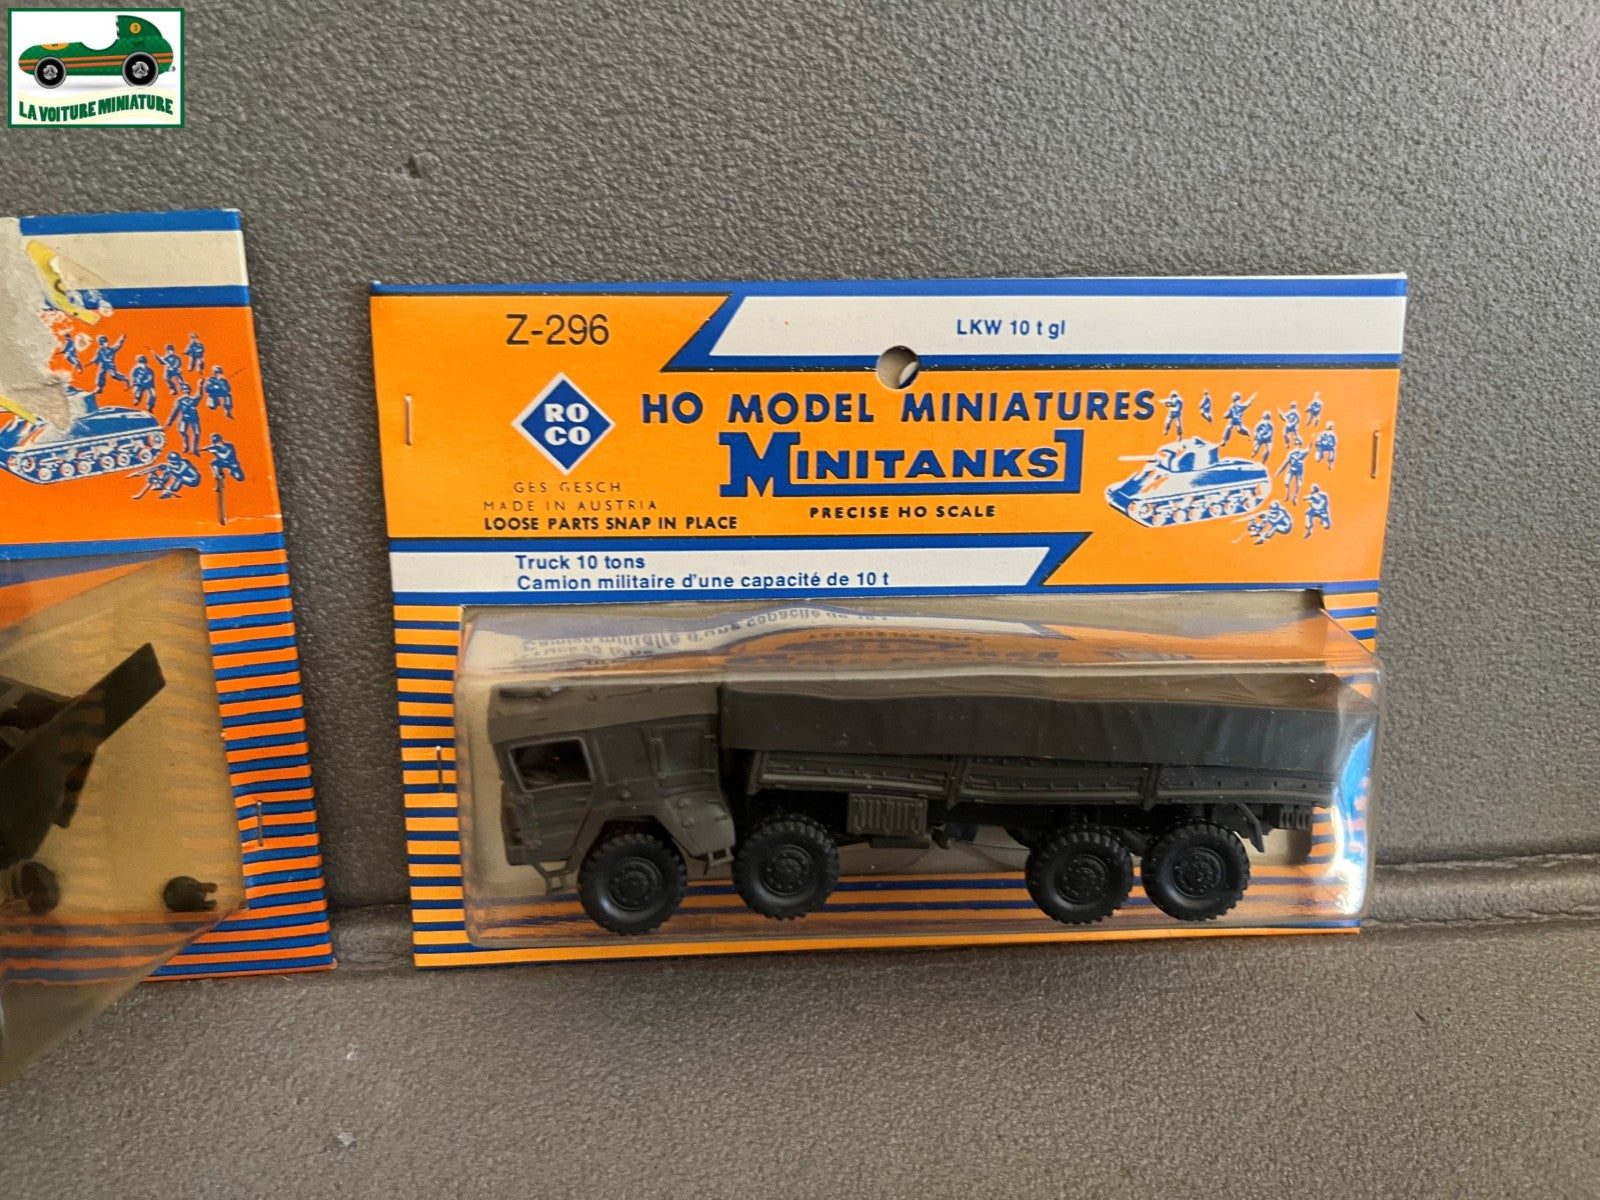 LA VOITURE MINIATURE
Z-296
LKW 10 t gl
RO
CO
HO MODEL MINIATURES
MINITANKS
GES GESCH
MADE IN AUSTRIA
LOOSE PARTS SNAP IN PLACE
PRECISE HO SCALE
Truck 10 tons
Camion militaire d'une capacité de 10 t